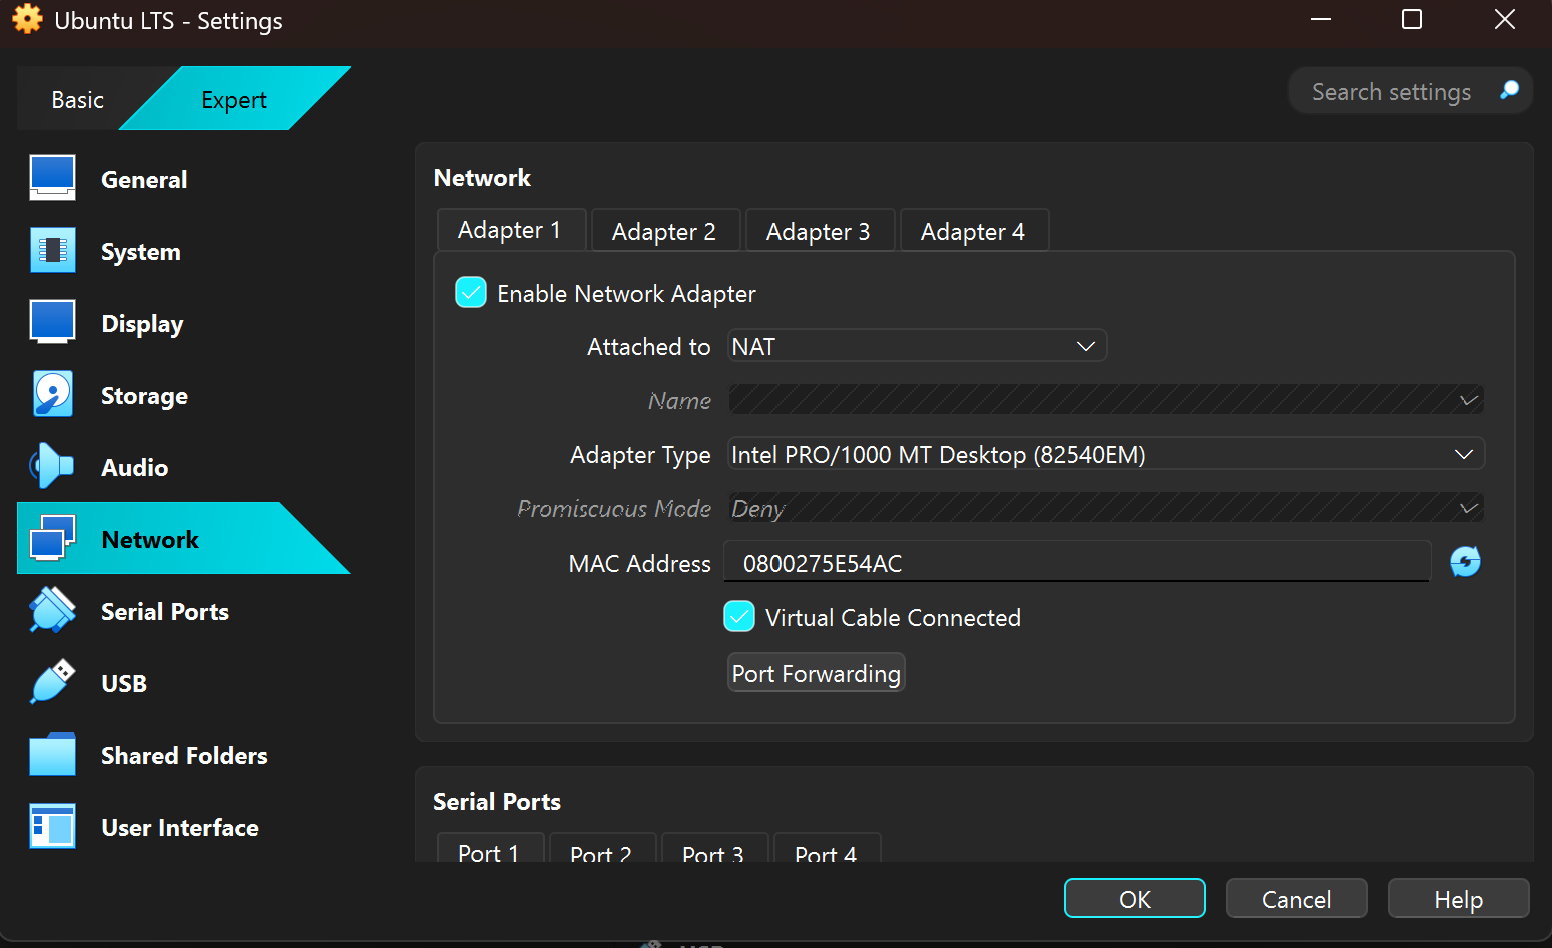 Ubuntu LTS - Settings
Basic
Expert
Search settings
General
System
Display
Storage
Audio
Network
Serial Ports
USB
Shared Folders
User Interface
Network
Adapter 1 Adapter 2 Adapter 3 Adapter 4
Enable Network Adapter
Attached to NAT
Name
Adapter Type Intel PRO/1000 MT Desktop (82540EM)
Promiscuous Mode Deny
MAC Address 0800275E54AC
Virtual Cable Connected
Port Forwarding
Serial Ports
Port 1 Port 2 Port 3 Port 4
OK Cancel Help